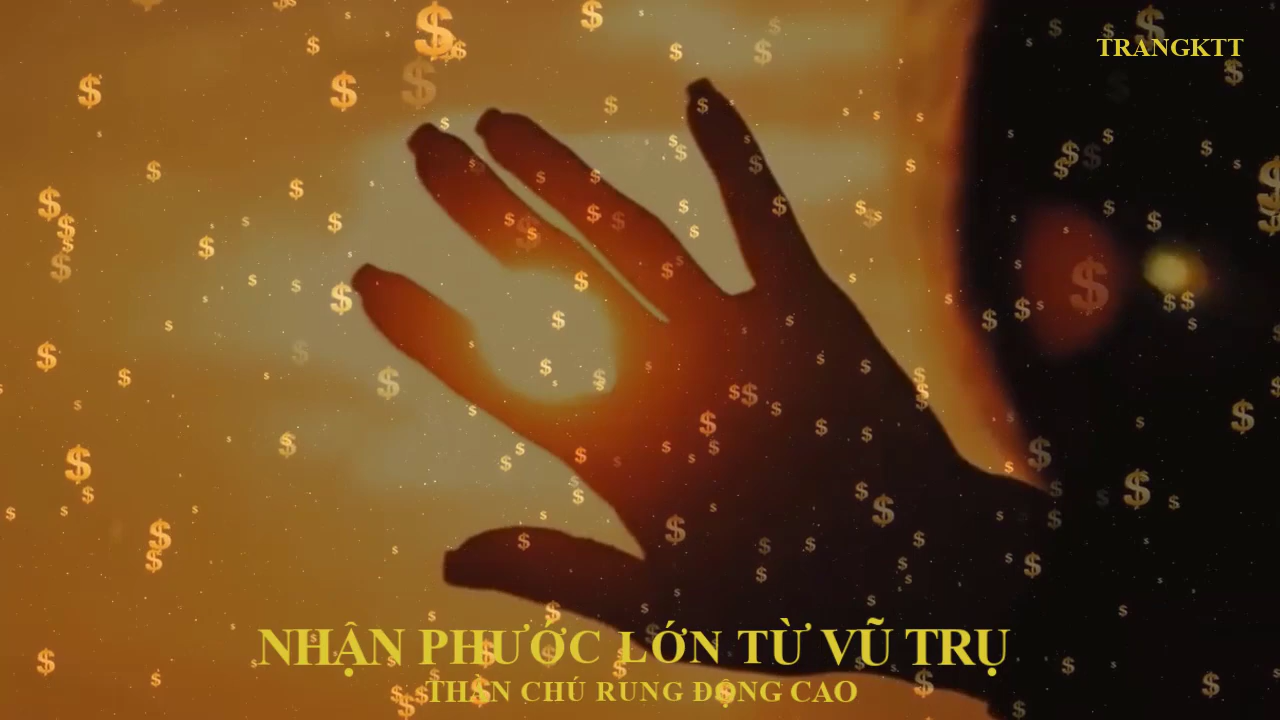 TRANGKTT
NHẬN PHƯỚC LỚN TỪ VŨ TRỤ
THẦN CHÚ RUNG ĐỘNG CAO